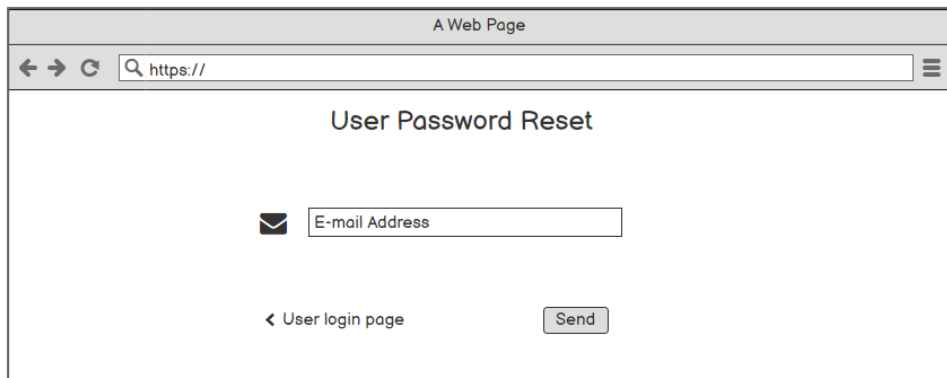 A Web Page
https://
User Password Reset
E-mail Address
User login page
Send